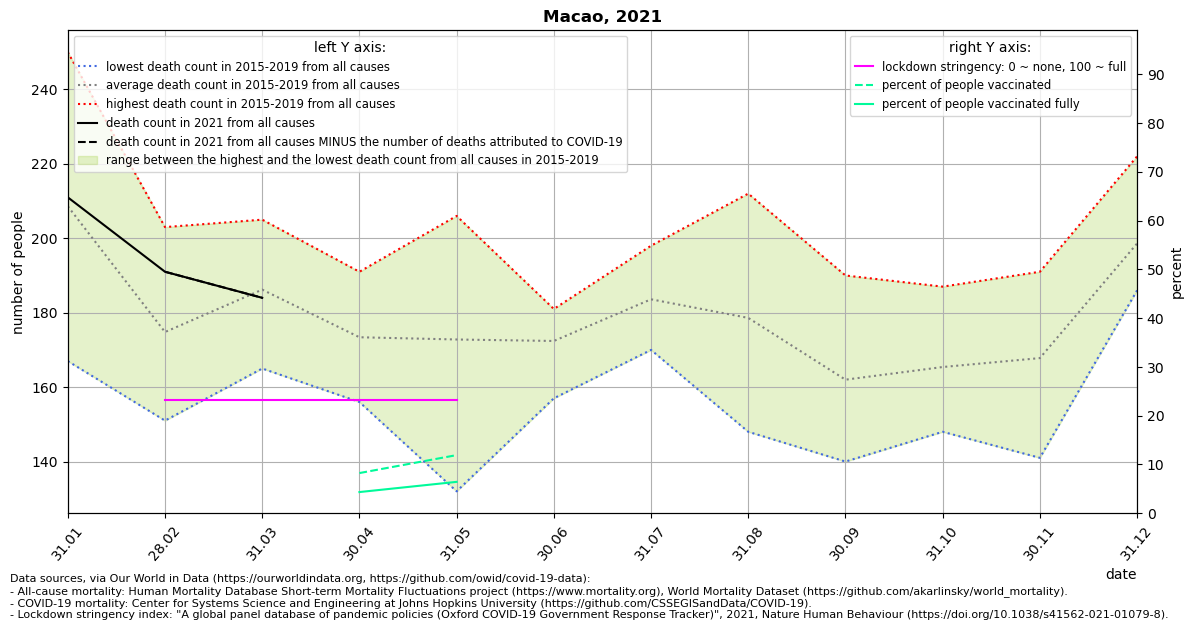 Macao, 2021
left Y axis:
lowest death count in 2015-2019 from all causes
average death count in 2015-2019 from all causes
highest death count in 2015-2019 from all causes
death count in 2021 from all causes
death count in 2021 from all causes MINUS the number of deaths attributed to COVID-19
range between the highest and the lowest death count from all causes in 2015-2019
right Y axis:
lockdown stringency: 0 ~ none, 100 ~ full
percent of people vaccinated
percent of people vaccinated fully
number of people
240
220
200
180
160
140
percent
90
80
70
60
50
40
30
20
10
0
31.01
28.02
31.03
30.04
31.05
30.06
31.07
31.08
30.09
31.10
30.11
31.12
date
Data sources, via Our World in Data (https://ourworldindata.org, https://github.com/owid/covid-19-data):
- All-cause mortality: Human Mortality Database Short-term Mortality Fluctuations project (https://www.mortality.org), World Mortality Dataset (https://github.com/akarlinsky/world_mortality).
- COVID-19 mortality: Center for Systems Science and Engineering at Johns Hopkins University (https://github.com/CSSEGISandData/COVID-19).
- Lockdown stringency index: "A global panel database of pandemic policies (Oxford COVID-19 Government Response Tracker)", 2021, Nature Human Behaviour (https://doi.org/10.1038/s41562-021-01079-8).